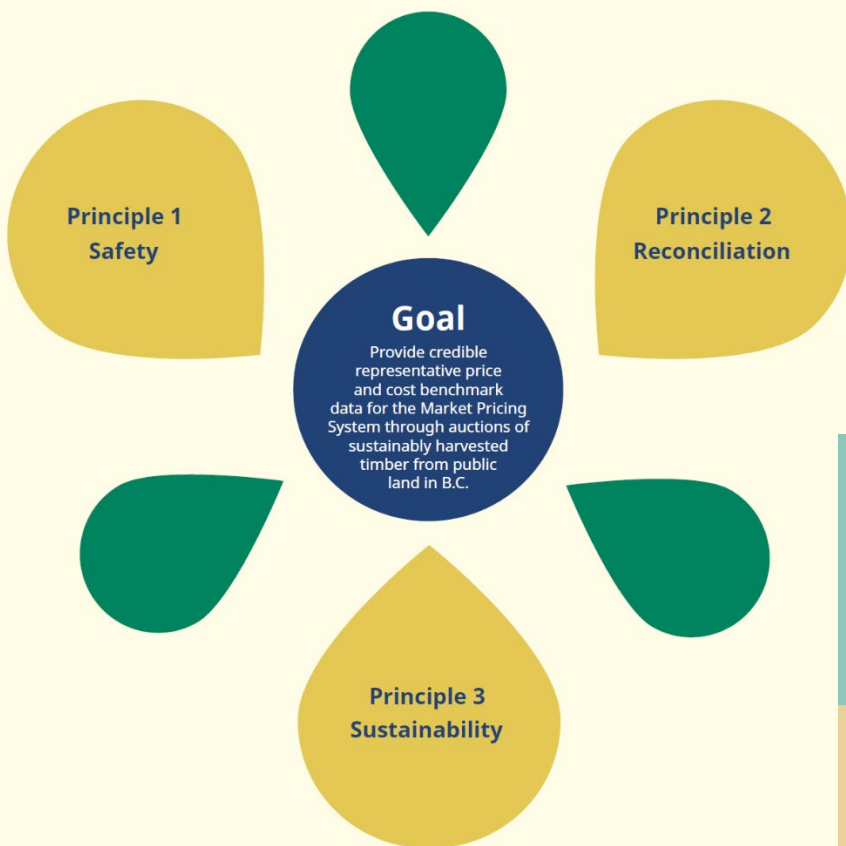 Principle 1
Safety
Principle 2
Reconciliation
Goal
Provide credible
representative price
and cost benchmark
data for the Market Pricing
System through auctions of
sustainably harvested
timber from public
land in B.C.
Principle 3
Sustainability